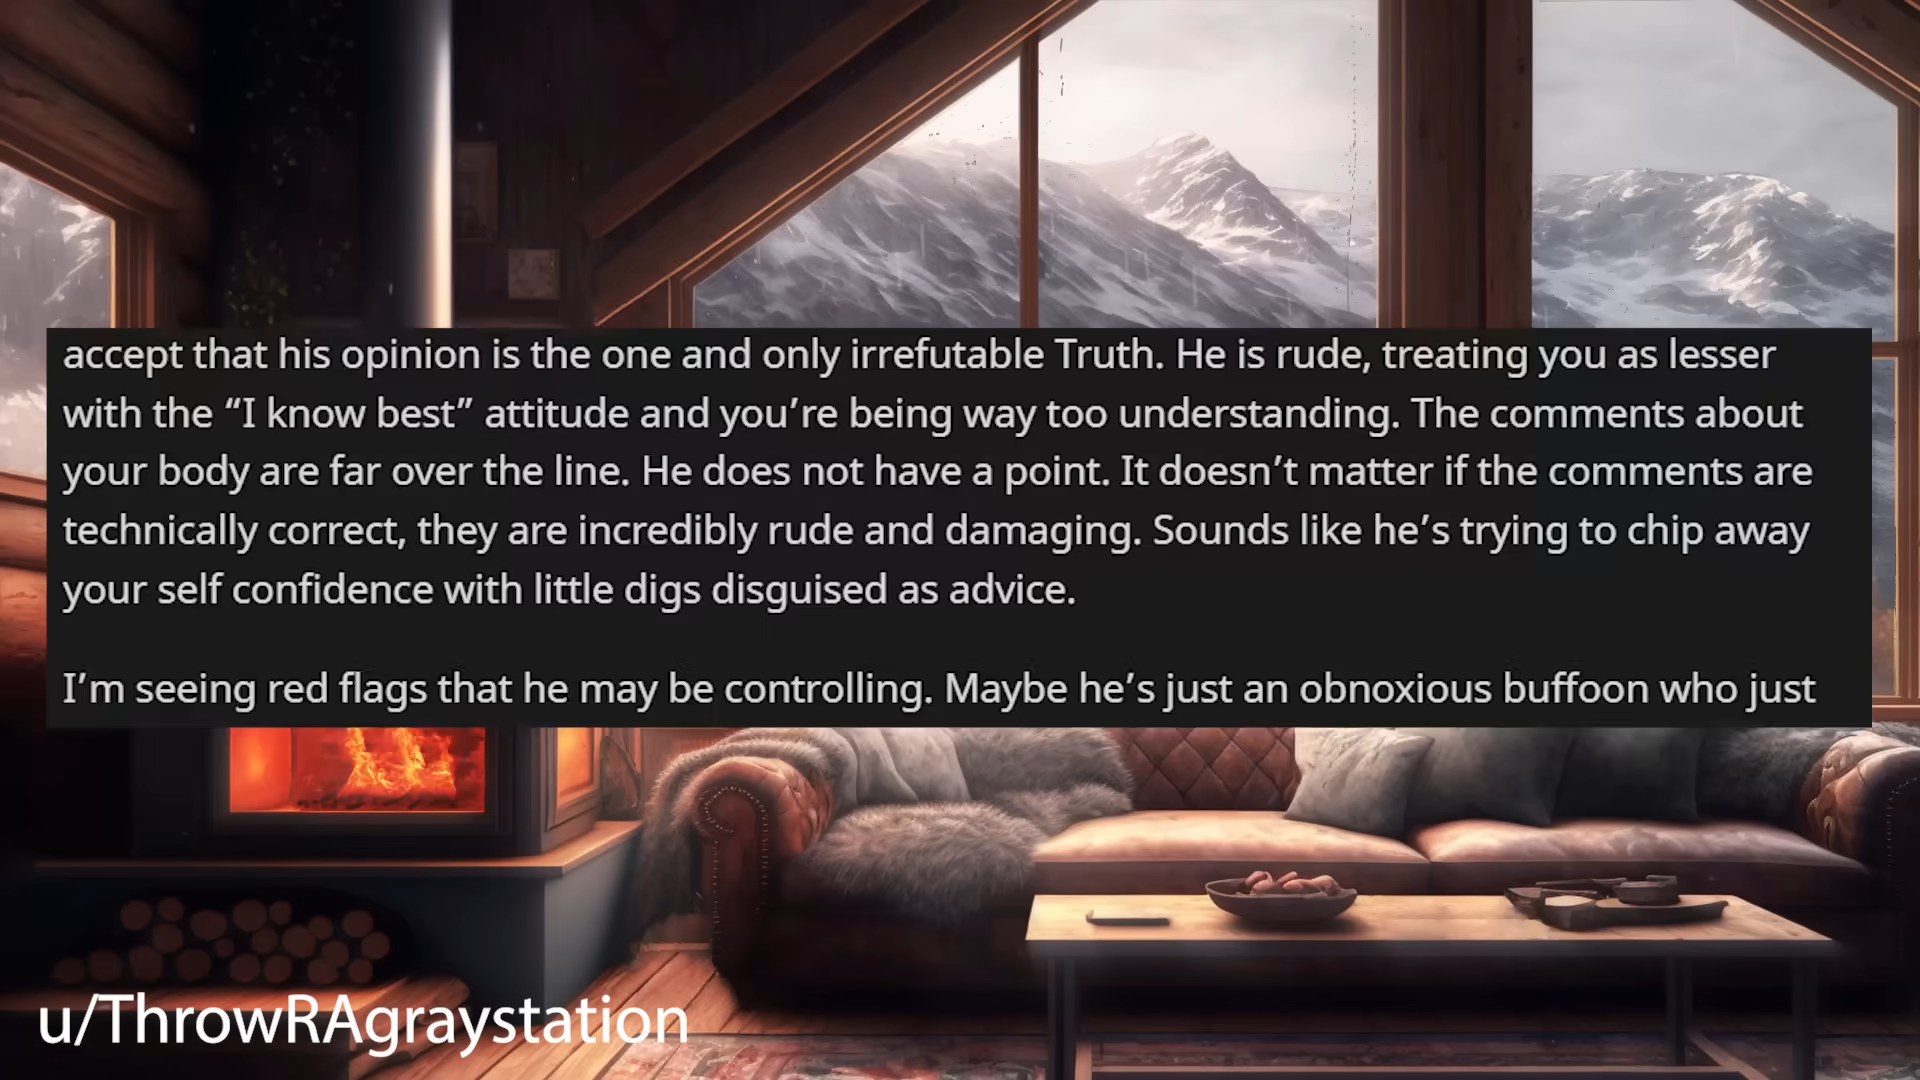 accept that his opinion is the one and only irrefutable Truth. He is rude, treating you as lesser
with the “I know best” attitude and you’re being way too understanding. The comments about
your body are far over the line. He does not have a point. It doesn’t matter if the comments are
technically correct, they are incredibly rude and damaging. Sounds like he’s trying to chip away
your self confidence with little digs disguised as advice.
I’m seeing red flags that he may be controlling. Maybe he’s just an obnoxious buffoon who just
u/ThrowRAgraystation